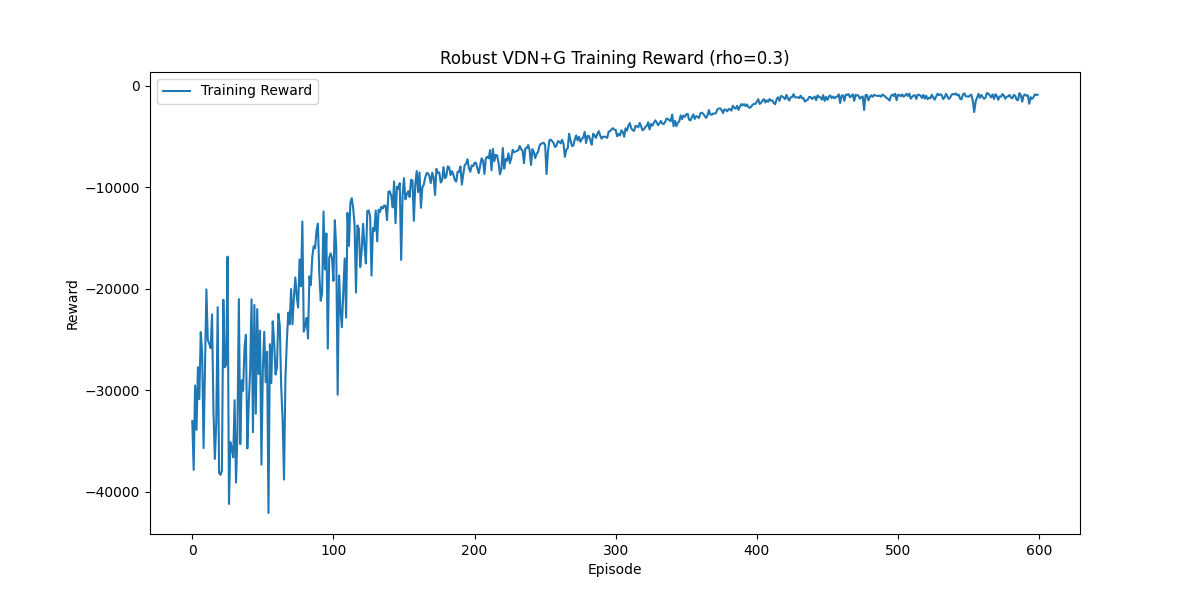 Robust VDN+G Training Reward (rho=0.3)
Training Reward
0
−10000
−20000
−30000
−40000
Reward
0 100 200 300 400 500 600
Episode